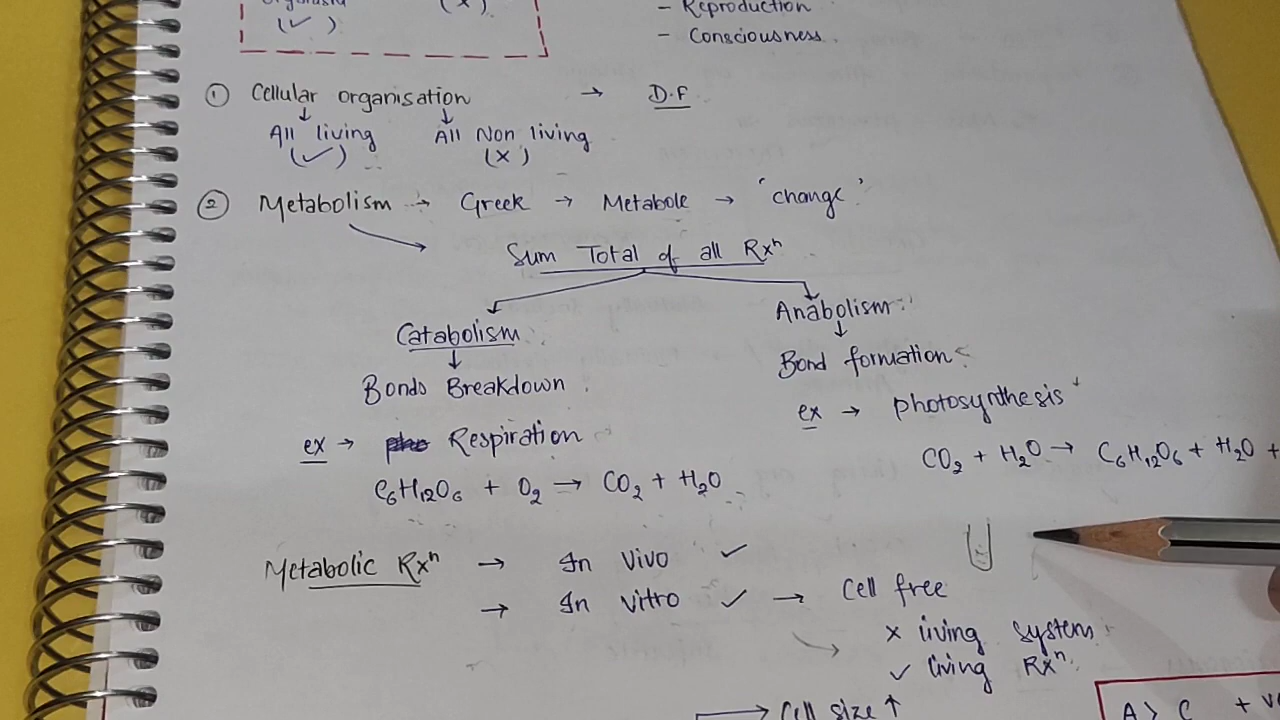 (x)
- Reproduction
(✓)
- Consciousness
① Cellular organisation → D.F
↓ ↓
All living All Non living
(✓) (x)
② Metabolism → Greek → Metabole → 'change'
Sum Total of all Rxⁿ
Catabolism Anabolism
↓ ↓
Bonds Breakdown Bond formation
ex → Respiration ex → photosynthesis
C₆H₁₂O₆ + O₂ → CO₂ + H₂O CO₂ + H₂O → C₆H₁₂O₆ + H₂O +
Metabolic Rxⁿ → In vivo ✓
→ In vitro ✓ → Cell free
x living system
✓ living Rxⁿ
→ Cell size ↑
A > C +